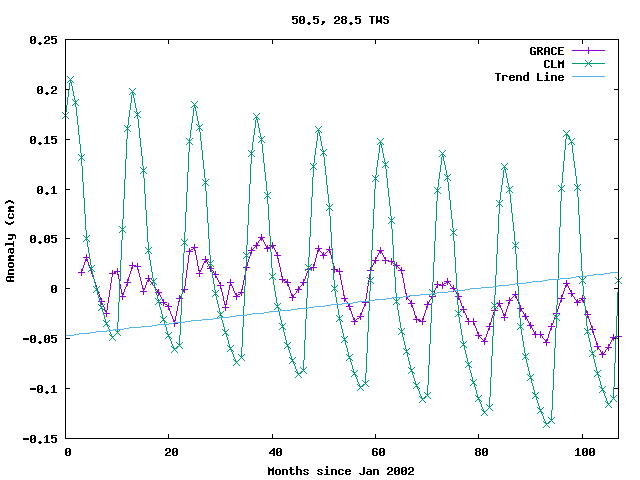 50.5, 28.5 TWS
GRACE
CLM
Trend Line
0.25
0.2
0.15
0.1
0.05
0
-0.05
-0.1
-0.15
Anomaly (cm)
0 20 40 60 80 100
Months since Jan 2002